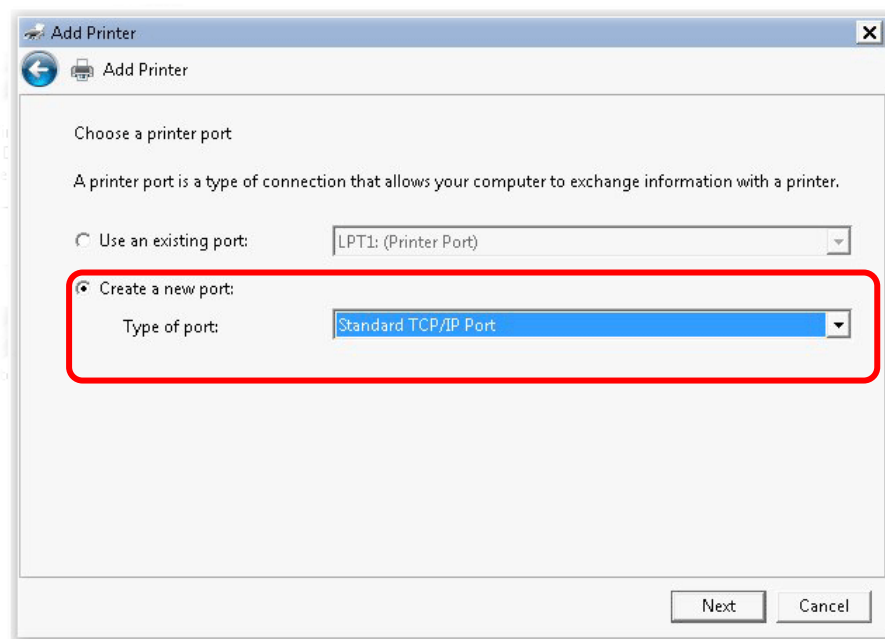 Add Printer
Add Printer
Choose a printer port
A printer port is a type of connection that allows your computer to exchange information with a printer.
Use an existing port: LPT1: (Printer Port)
Create a new port:
Type of port: Standard TCP/IP Port
Next Cancel